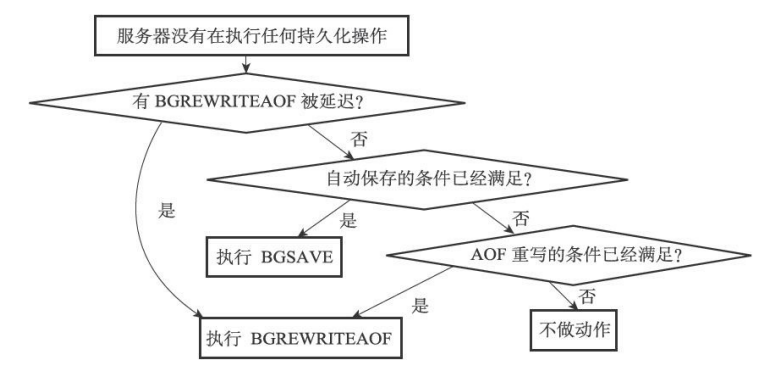 服务器没有在执行任何持久化操作
有 BGREWRITEAOF 被延迟?
否
自动保存的条件已经满足?
是
是
否
执行 BGSAVE
AOF 重写的条件已经满足?
是
否
执行 BGREWRITEAOF
不做动作